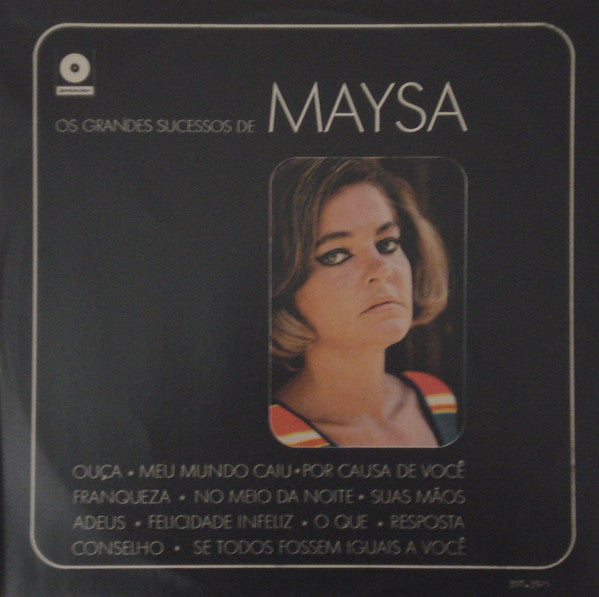 OS GRANDES SUCESSOS DE MAYSA
OUÇA • MEU MUNDO CAIU • POR CAUSA DE VOCÊ
FRANQUEZA • NO MEIO DA NOITE • SUAS MÃOS
ADEUS • FELICIDADE INFELIZ • O QUE • RESPOSTA
CONSELHO • SE TODOS FOSSEM IGUAIS A VOCÊ